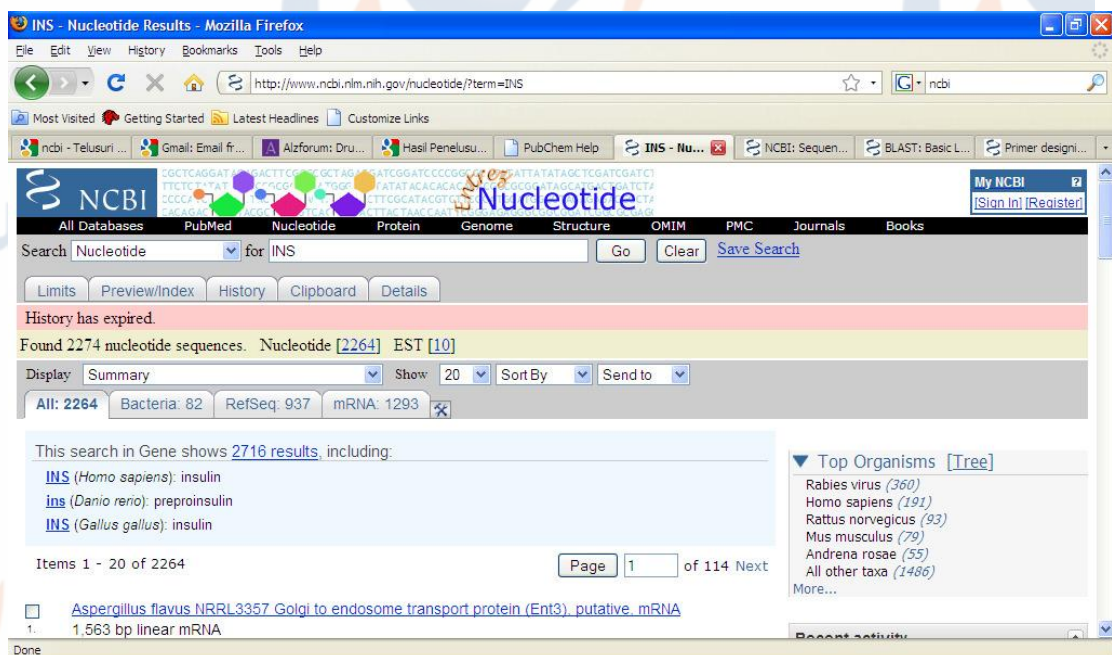 INS - Nucleotide Results - Mozilla Firefox
File Edit View History Bookmarks Tools Help
http://www.ncbi.nlm.nih.gov/nucleotide/?term=INS
G ncbi
Most Visited Getting Started Latest Headlines Customize Links
ncbi - Telusuri ... Gmail: Email fr... Alzforum: Dru... Hasil Penelusu... PubChem Help INS - Nu... NCBI: Sequen... BLAST: Basic L... Primer designi...
NCBI
Entrez Nucleotide
My NCBI
[Sign In] [Register]
All Databases PubMed Nucleotide Protein Genome Structure OMIM PMC Journals Books
Search Nucleotide for INS Go Clear Save Search
Limits Preview/Index History Clipboard Details
History has expired.
Found 2274 nucleotide sequences. Nucleotide [2264] EST [10]
Display Summary Show 20 Sort By Send to
All: 2264 Bacteria: 82 RefSeq: 937 mRNA: 1293
This search in Gene shows 2716 results, including:
INS (Homo sapiens): insulin
ins (Danio rerio): preproinsulin
INS (Gallus gallus): insulin
Items 1 - 20 of 2264
Page 1 of 114 Next
1. Aspergillus flavus NRRL3357 Golgi to endosome transport protein (Ent3), putative, mRNA
1,563 bp linear mRNA
Top Organisms [Tree]
Rabies virus (360)
Homo sapiens (191)
Rattus norvegicus (93)
Mus musculus (79)
Andrena rosae (55)
All other taxa (1486)
More...
Recent activity
Done